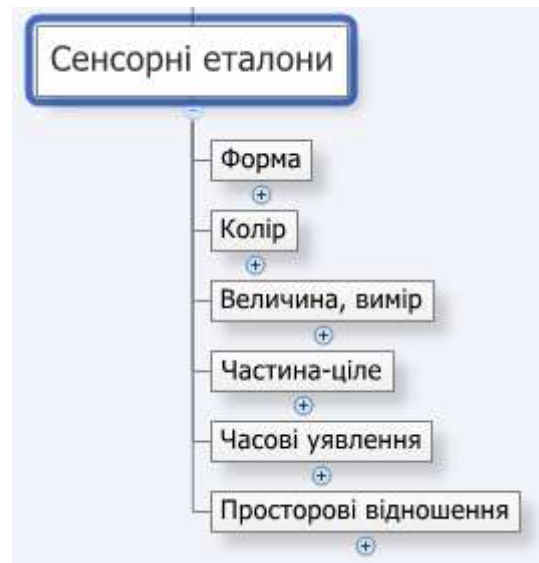 Сенсорні еталони
Форма
Колір
Величина, вимір
Частина-ціле
Часові уявлення
Просторові відношення